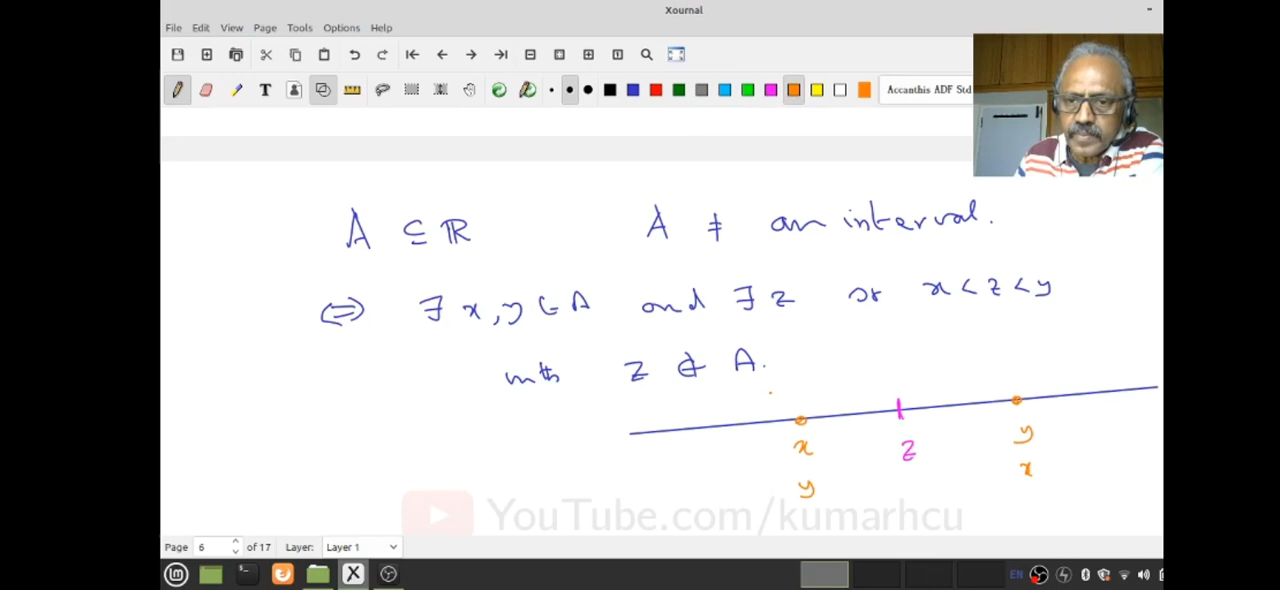 Xournal
File Edit View Page Tools Options Help
Accanthis ADF Std
A ⊆ ℝ A ≠ an interval.
⇔ ∃ x, y ∈ A and ∃ z st x < z < y
with z ∉ A.
x z y
y x
YouTube.com/kumarhcu
Page 6 of 17 Layer: Layer 1
EN